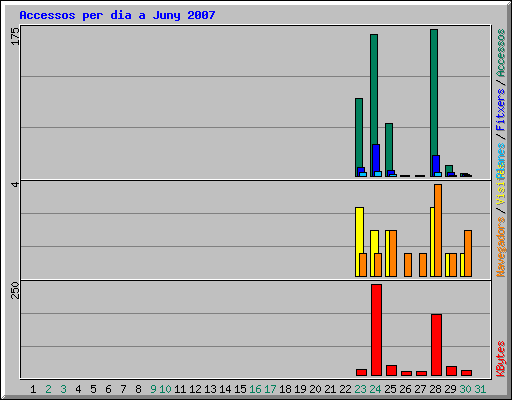 Accessos per dia a Juny 2007
175
4
250
Navegadors / Visites
Pàgines / Fitxers / Accessos
KBytes
1 2 3 4 5 6 7 8 9 10 11 12 13 14 15 16 17 18 19 20 21 22 23 24 25 26 27 28 29 30 31